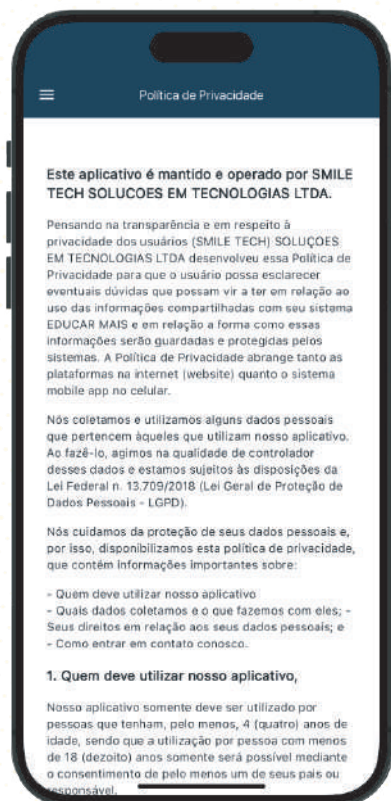 Política de Privacidade
Este aplicativo é mantido e operado por SMILE
TECH SOLUCOES EM TECNOLOGIAS LTDA.
Pensando na transparência e em respeito à
privacidade dos usuários (SMILE TECH) SOLUÇOES
EM TECNOLOGIAS LTDA desenvolveu essa Política de
Privacidade para que o usuário possa esclarecer
eventuais dúvidas que possam vir a ter em relação ao
uso das informações compartilhadas com seu sistema
EDUCAR MAIS e em relação a forma como essas
informações serão guardadas e protegidas pelos
sistemas. A Política de Privacidade abrange tanto as
plataformas na internet (website) quanto o sistema
mobile app no celular.
Nós coletamos e utilizamos alguns dados pessoais
que pertencem àqueles que utilizam nosso aplicativo.
Ao fazê-lo, agimos na qualidade de controlador
desses dados e estamos sujeitos às disposições da
Lei Federal n. 13.709/2018 (Lei Geral de Proteção de
Dados Pessoais - LGPD).
Nós cuidamos da proteção de seus dados pessoais e,
por isso, disponibilizamos esta política de privacidade,
que contém informações importantes sobre:
- Quem deve utilizar nosso aplicativo
- Quais dados coletamos e o que fazemos com eles; -
Seus direitos em relação aos seus dados pessoais; e
- Como entrar em contato conosco.
1. Quem deve utilizar nosso aplicativo,
Nosso aplicativo somente deve ser utilizado por
pessoas que tenham, pelo menos, 4 (quatro) anos de
idade, sendo que a utilização por pessoa com menos
de 18 (dezoito) anos somente será possível mediante
o consentimento de pelo menos um de seus pais ou
responsável.